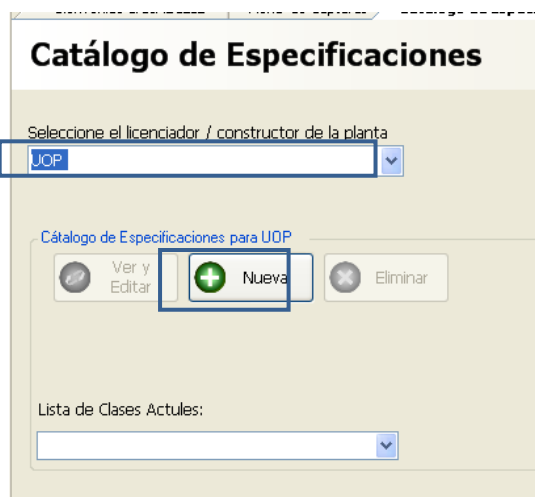 Catálogo de Especificaciones
Seleccione el licenciador / constructor de la planta
UOP
Cátalogo de Especificaciones para UOP
Ver y
Editar
Nueva
Eliminar
Lista de Clases Actules: